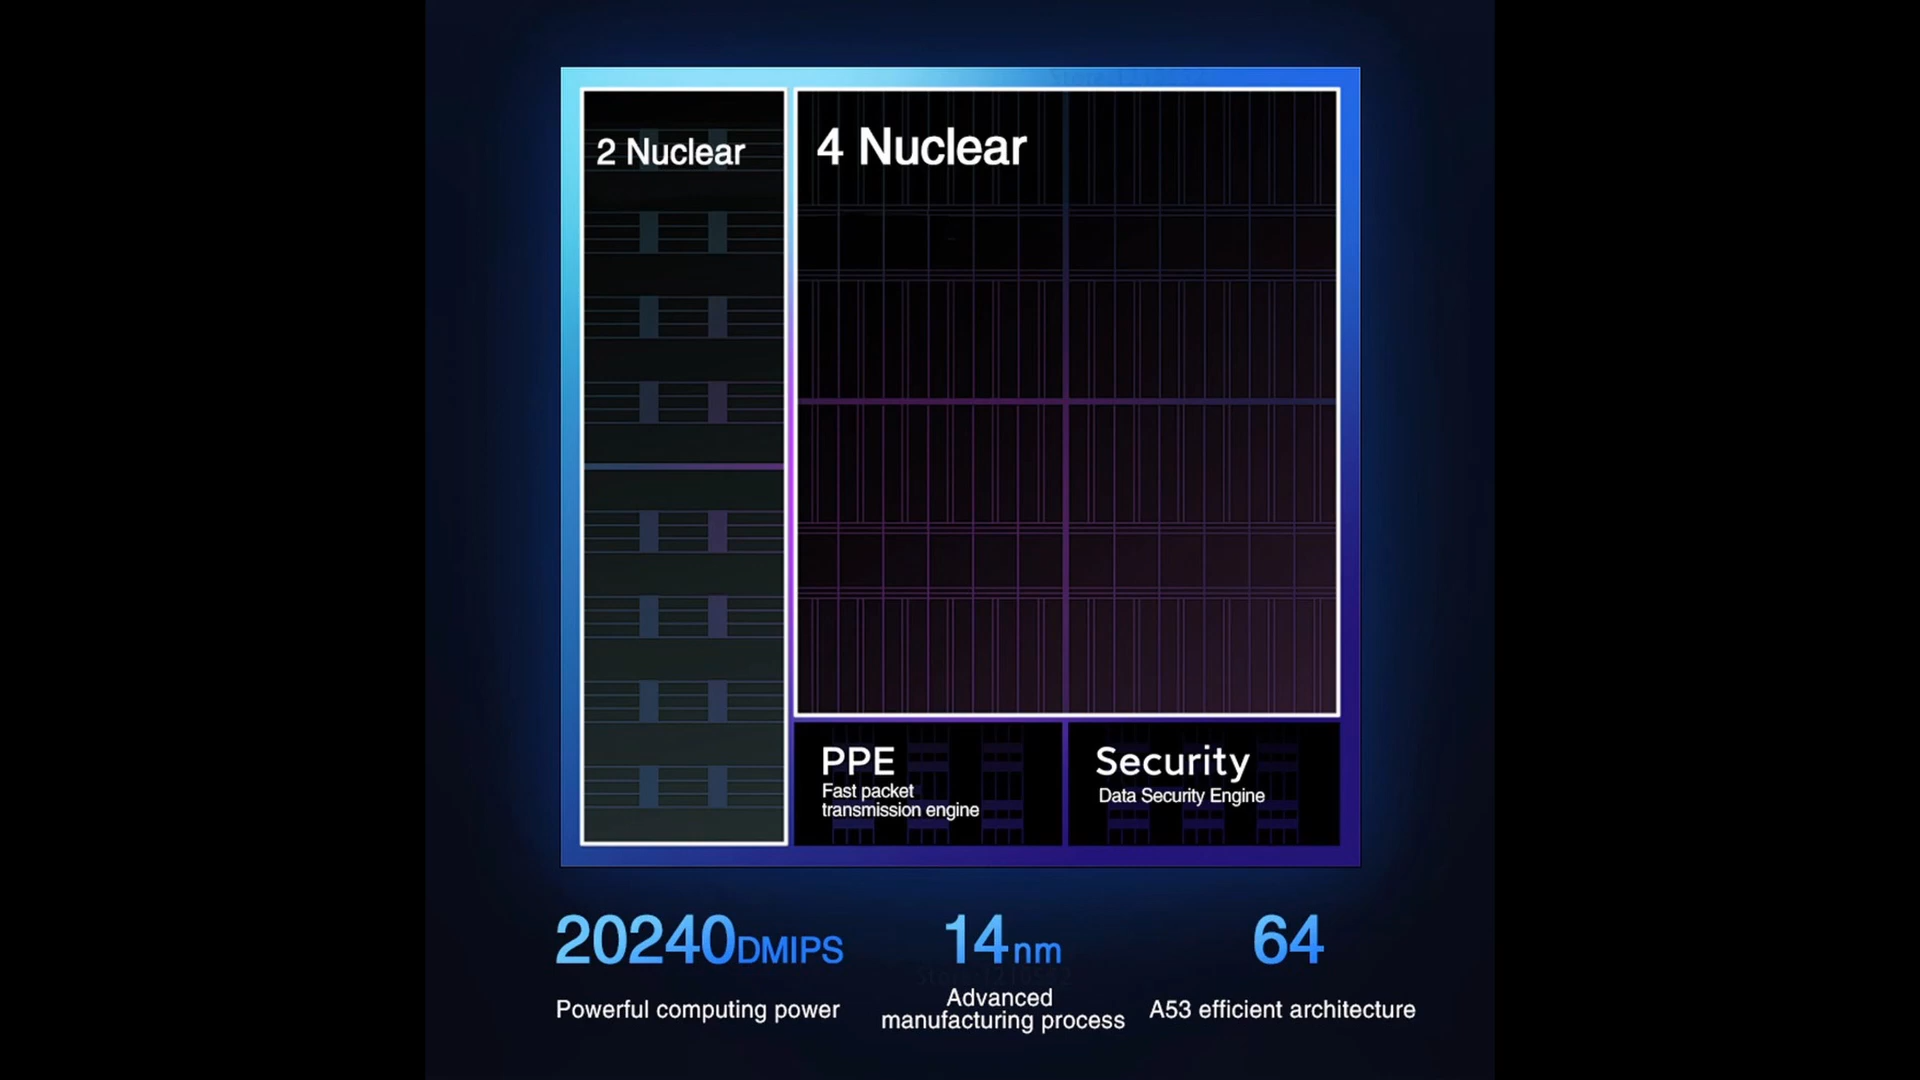 2 Nuclear
4 Nuclear
PPE
Fast packet
transmission engine
Security
Data Security Engine
20240DMIPS
Powerful computing power
14nm
Advanced
manufacturing process
64
A53 efficient architecture